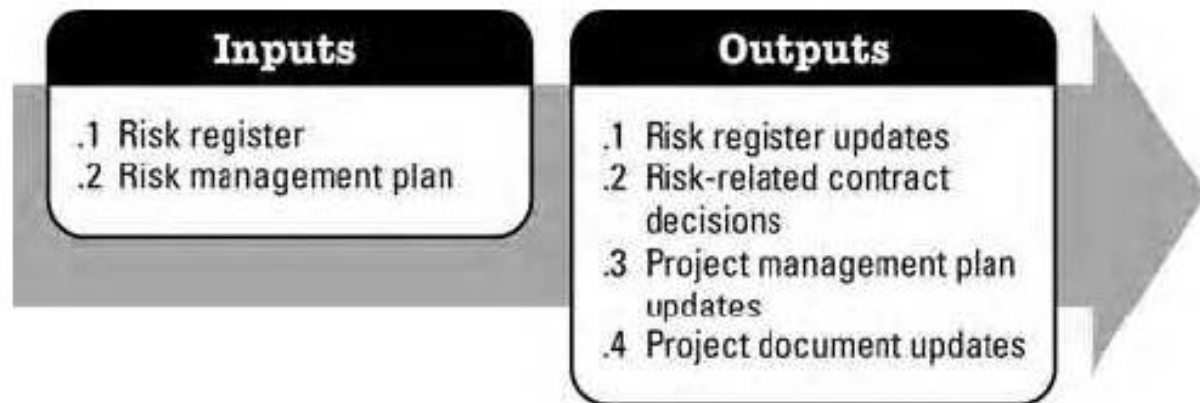 Inputs
.1 Risk register
.2 Risk management plan
Outputs
.1 Risk register updates
.2 Risk-related contract
decisions
.3 Project management plan
updates
.4 Project document updates